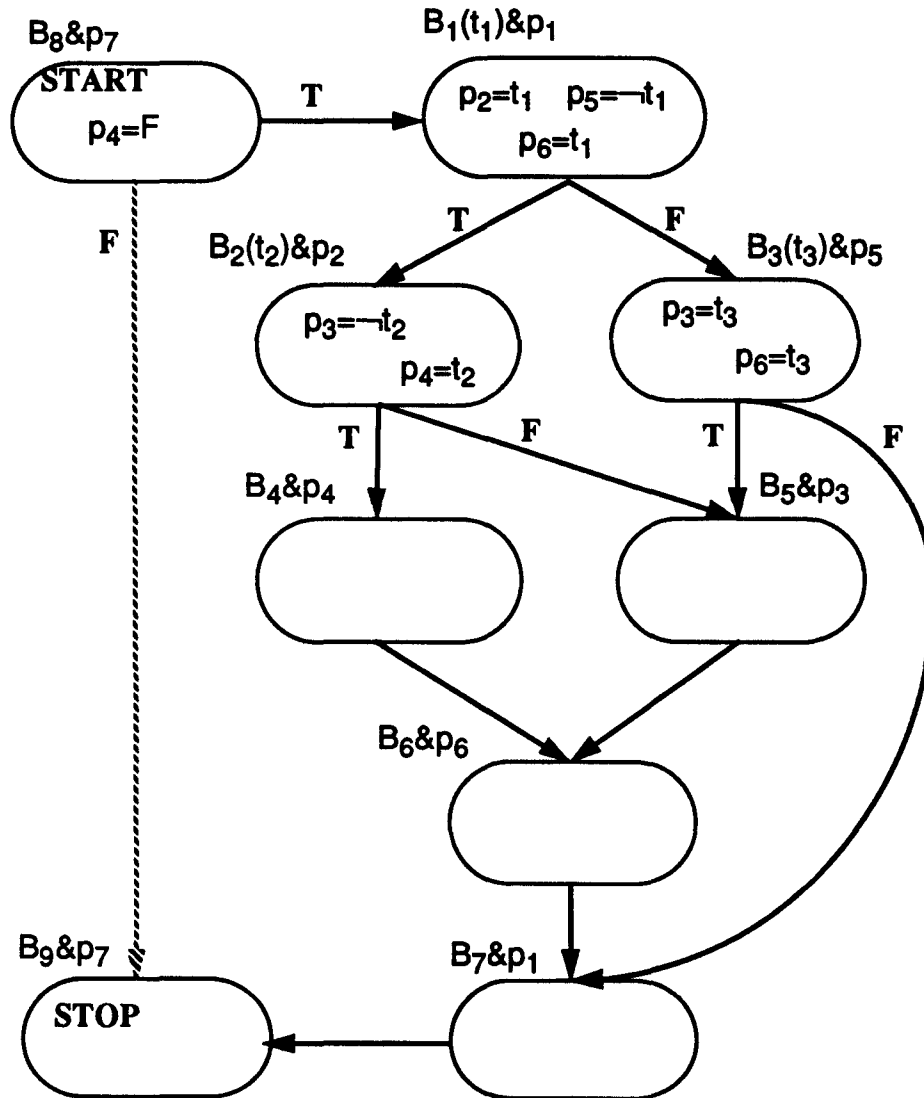 B₈&p₇
START
p₄=F
T
F
B₁(t₁)&p₁
p₂=t₁ p₅=¬t₁
p₆=t₁
T
F
B₂(t₂)&p₂
p₃=¬t₂
p₄=t₂
B₃(t₃)&p₅
p₃=t₃
p₆=t₃
T
F
T
F
B₄&p₄
B₅&p₃
B₆&p₆
B₉&p₇
STOP
B₇&p₁